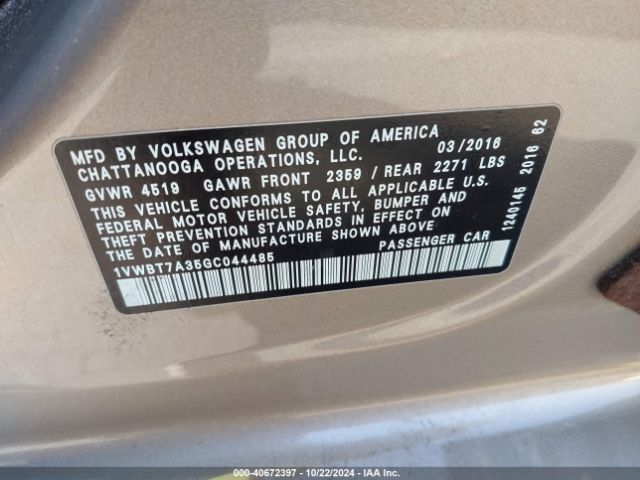 MFD BY VOLKSWAGEN GROUP OF AMERICA
CHATTANOOGA OPERATIONS, LLC. 03/2016
GVWR 4519 GAWR FRONT 2359 / REAR 2271 LBS
THIS VEHICLE CONFORMS TO ALL APPLICABLE U.S.
FEDERAL MOTOR VEHICLE SAFETY, BUMPER AND
THEFT PREVENTION STANDARDS IN EFFECT ON
THE DATE OF MANUFACTURE SHOWN ABOVE
1VWBT7A35GC044485 PASSENGER CAR
1240145 2016 62
000-40672397 | 10/22/2024 | IAA Inc.